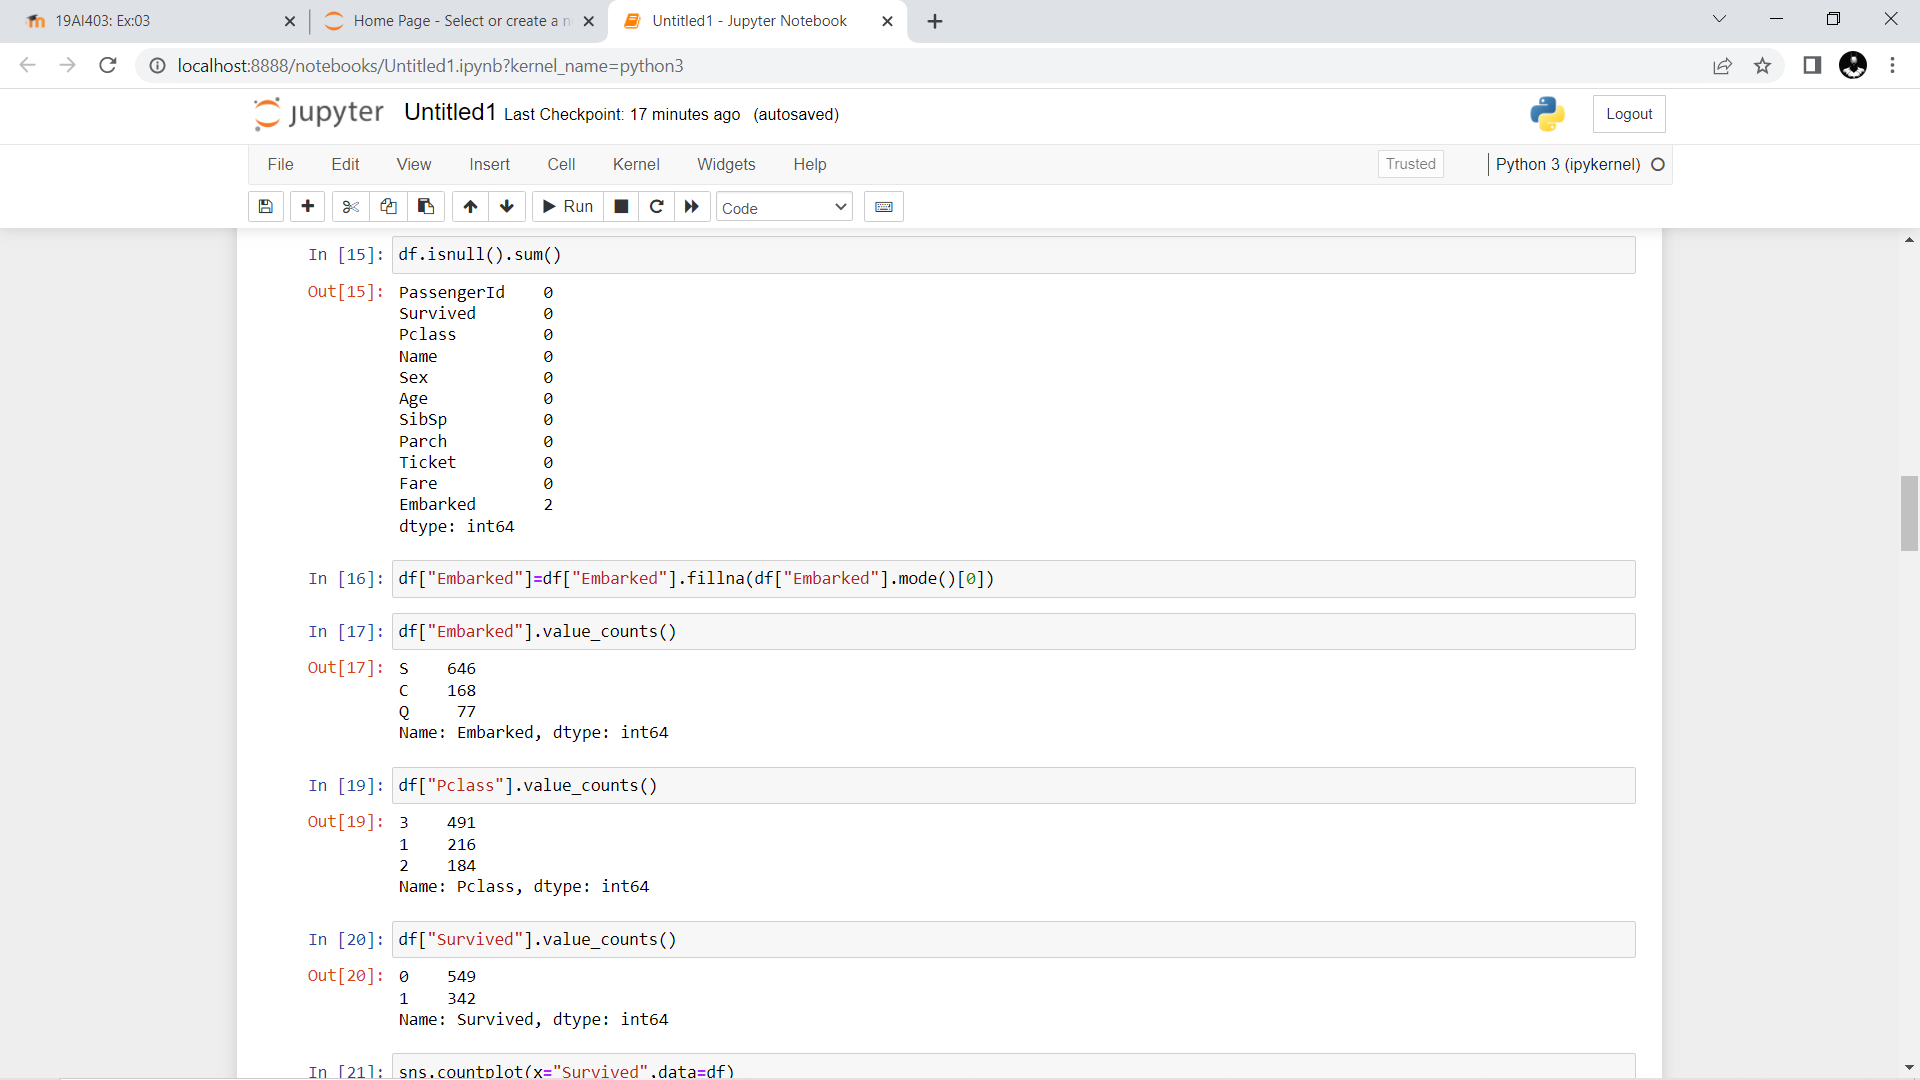 19AI403: Ex:03
Home Page - Select or create a n
Untitled1 - Jupyter Notebook
localhost:8888/notebooks/Untitled1.ipynb?kernel_name=python3
jupyter Untitled1 Last Checkpoint: 17 minutes ago (autosaved)
Logout
File Edit View Insert Cell Kernel Widgets Help
Trusted
Python 3 (ipykernel)
Run
Code
In [15]: df.isnull().sum()
Out[15]: PassengerId 0
Survived 0
Pclass 0
Name 0
Sex 0
Age 0
SibSp 0
Parch 0
Ticket 0
Fare 0
Embarked 2
dtype: int64
In [16]: df["Embarked"]=df["Embarked"].fillna(df["Embarked"].mode()[0])
In [17]: df["Embarked"].value_counts()
Out[17]: S 646
C 168
Q 77
Name: Embarked, dtype: int64
In [19]: df["Pclass"].value_counts()
Out[19]: 3 491
1 216
2 184
Name: Pclass, dtype: int64
In [20]: df["Survived"].value_counts()
Out[20]: 0 549
1 342
Name: Survived, dtype: int64
In [21]: sns.countplot(x="Survived",data=df)